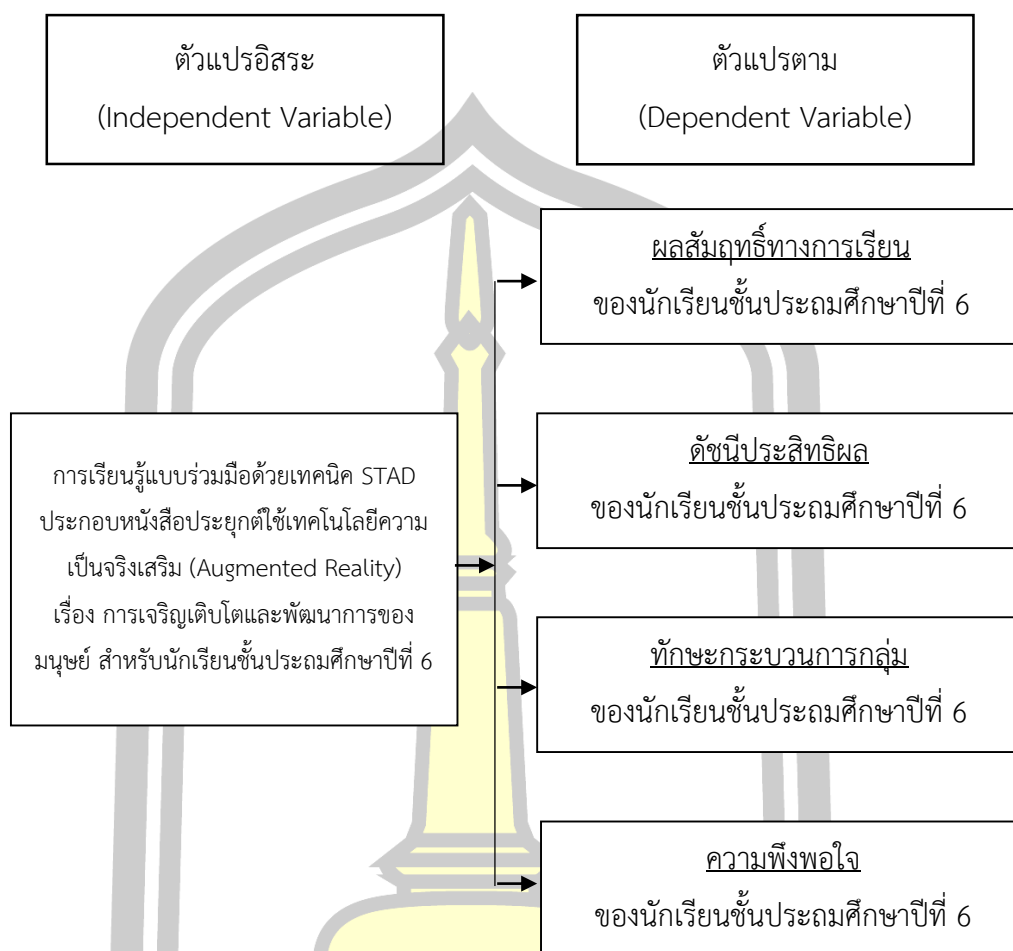 ตัวแปรอิสระ
(Independent Variable)
ตัวแปรตาม
(Dependent Variable)
ผลสัมฤทธิ์ทางการเรียน
ของนักเรียนชั้นประถมศึกษาปีที่ 6
การเรียนรู้แบบร่วมมือด้วยเทคนิค STAD
ประกอบหนังสือประยุกต์ใช้เทคโนโลยีความ
เป็นจริงเสริม (Augmented Reality)
เรื่อง การเจริญเติบโตและพัฒนาการของ
มนุษย์ สำหรับนักเรียนชั้นประถมศึกษาปีที่ 6
ดัชนีประสิทธิผล
ของนักเรียนชั้นประถมศึกษาปีที่ 6
ทักษะกระบวนการกลุ่ม
ของนักเรียนชั้นประถมศึกษาปีที่ 6
ความพึงพอใจ
ของนักเรียนชั้นประถมศึกษาปีที่ 6